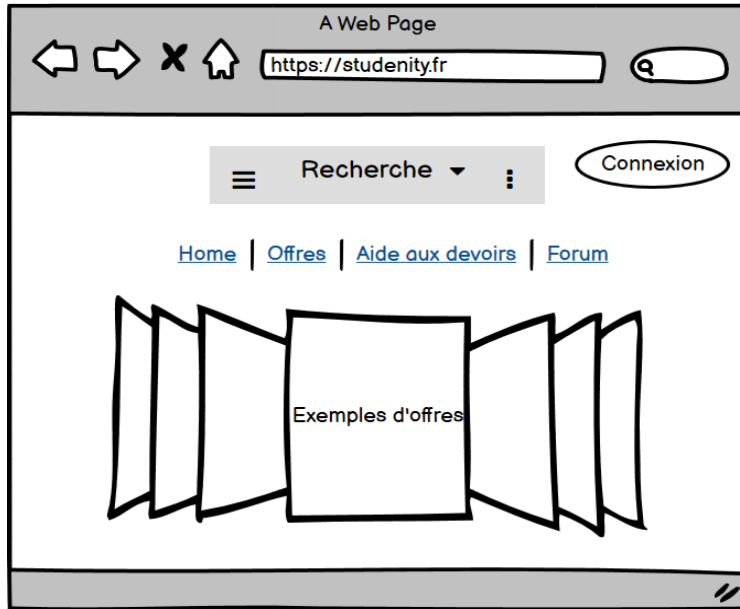 A Web Page
https://studenity.fr
Recherche
Connexion
Home | Offres | Aide aux devoirs | Forum
Exemples d'offres